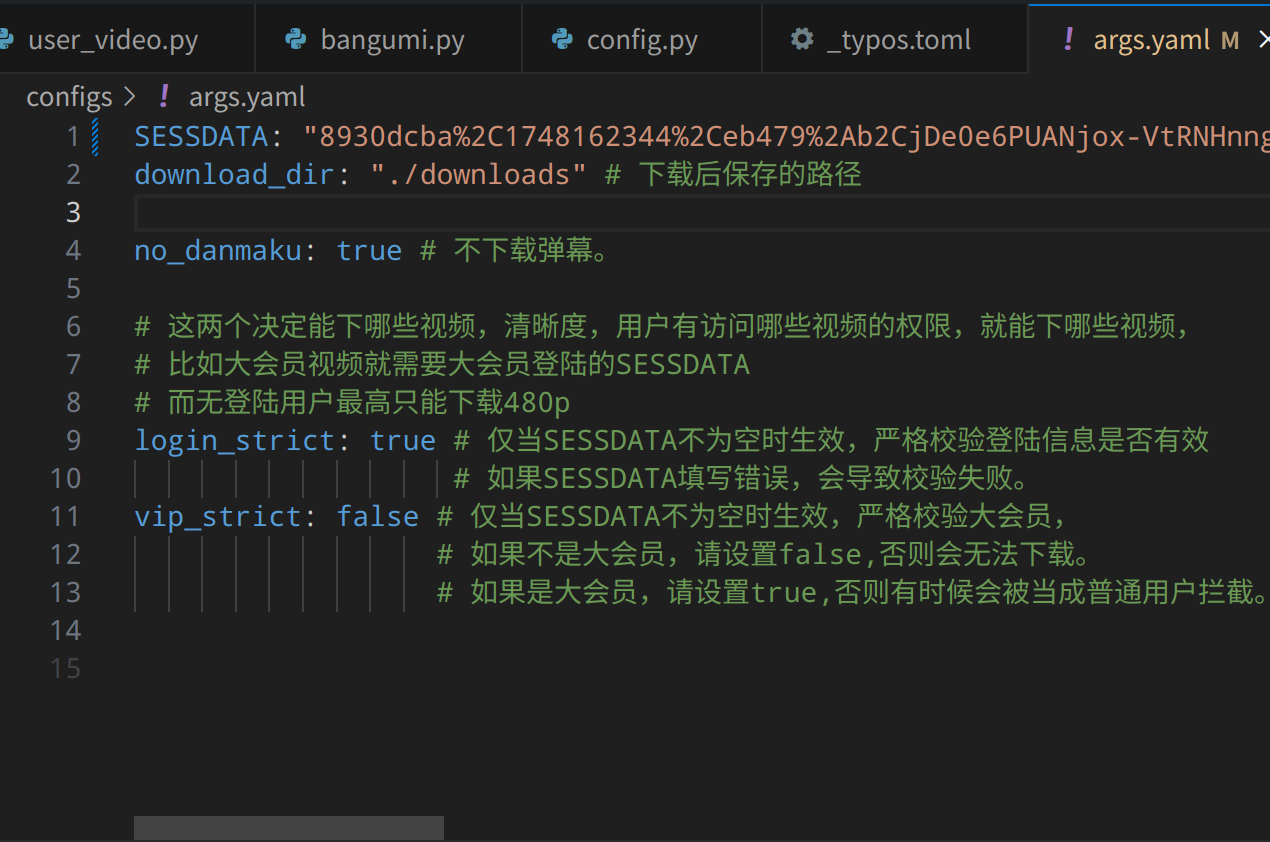 user_video.py bangumi.py config.py _typos.toml ! args.yaml M
configs > ! args.yaml
1 SESSDATA: "8930dcba%2C1748162344%2Ceb479%2Ab2CjDe0e6PUANjox-VtRNHnng
2 download_dir: "./downloads" # 下载后保存的路径
3
4 no_danmaku: true # 不下载弹幕。
5
6 # 这两个决定能下哪些视频，清晰度，用户有访问哪些视频的权限，就能下哪些视频，
7 # 比如大会员视频就需要大会员登陆的SESSDATA
8 # 而无登陆用户最高只能下载480p
9 login_strict: true # 仅当SESSDATA不为空时生效，严格校验登陆信息是否有效
10 # 如果SESSDATA填写错误，会导致校验失败。
11 vip_strict: false # 仅当SESSDATA不为空时生效，严格校验大会员，
12 # 如果不是大会员，请设置false,否则会无法下载。
13 # 如果是大会员，请设置true,否则有时候会被当成普通用户拦截。
14
15